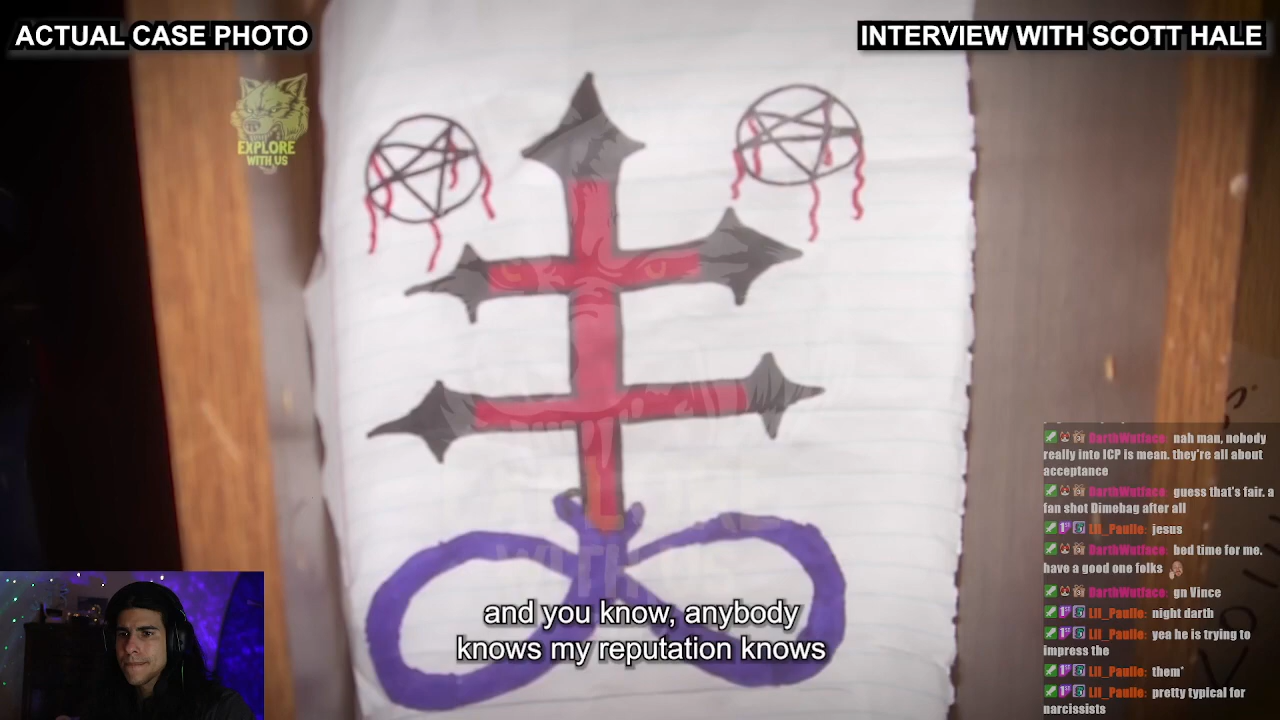 ACTUAL CASE PHOTO
INTERVIEW WITH SCOTT HALE
EXPLORE
WITH US
and you know, anybody
knows my reputation knows
DarthWutface: nah man, nobody
really into ICP is mean. they're all about
acceptance
DarthWutface: guess that's fair. a
fan shot Dimebag after all
Lil_Paulie: jesus
DarthWutface: bed time for me.
have a good one folks
DarthWutface: gn Vince
Lil_Paulie: night darth
Lil_Paulie: yea he is trying to
impress the
Lil_Paulie: them*
Lil_Paulie: pretty typical for
narcissists